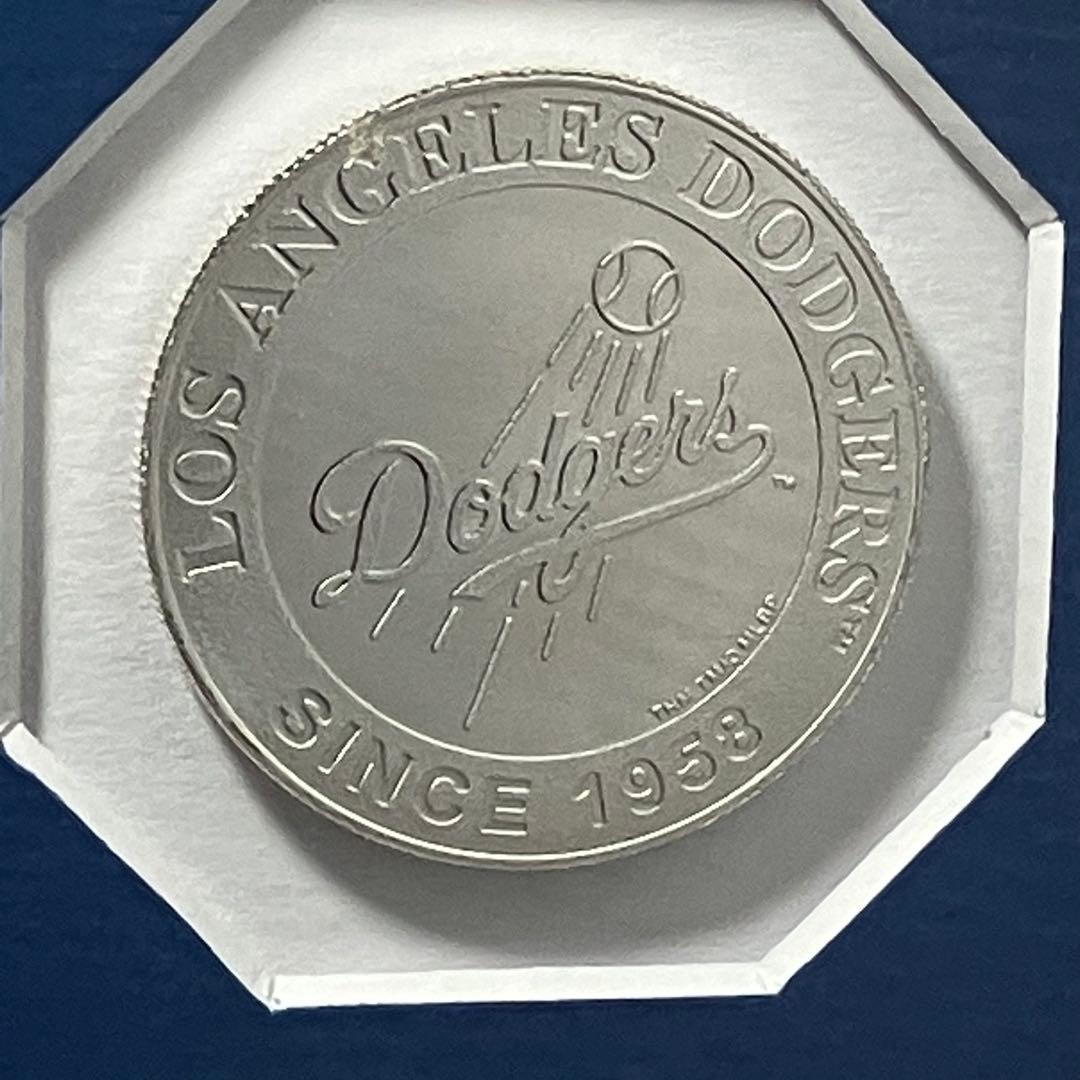 LOS ANGELES DODGERS™
Dodgers
SINCE 1958